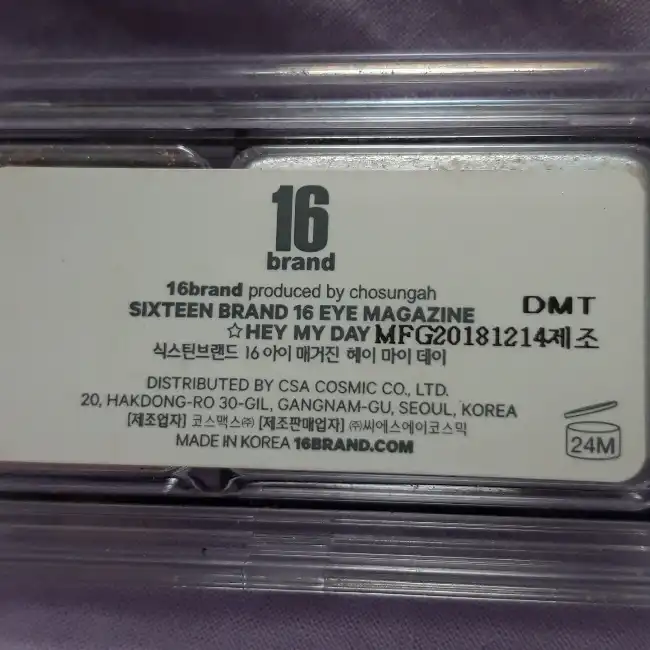 16
brand
16brand produced by chosungah
SIXTEEN BRAND 16 EYE MAGAZINE
DMT
☆HEY MY DAY MFG20181214제조
식스틴브랜드 16 아이 매거진 헤이 마이 데이
DISTRIBUTED BY CSA COSMIC CO., LTD.
20, HAKDONG-RO 30-GIL, GANGNAM-GU, SEOUL, KOREA
[제조업자] 코스맥스㈜ [제조판매업자] ㈜씨에스에이코스믹
MADE IN KOREA 16BRAND.COM
24M